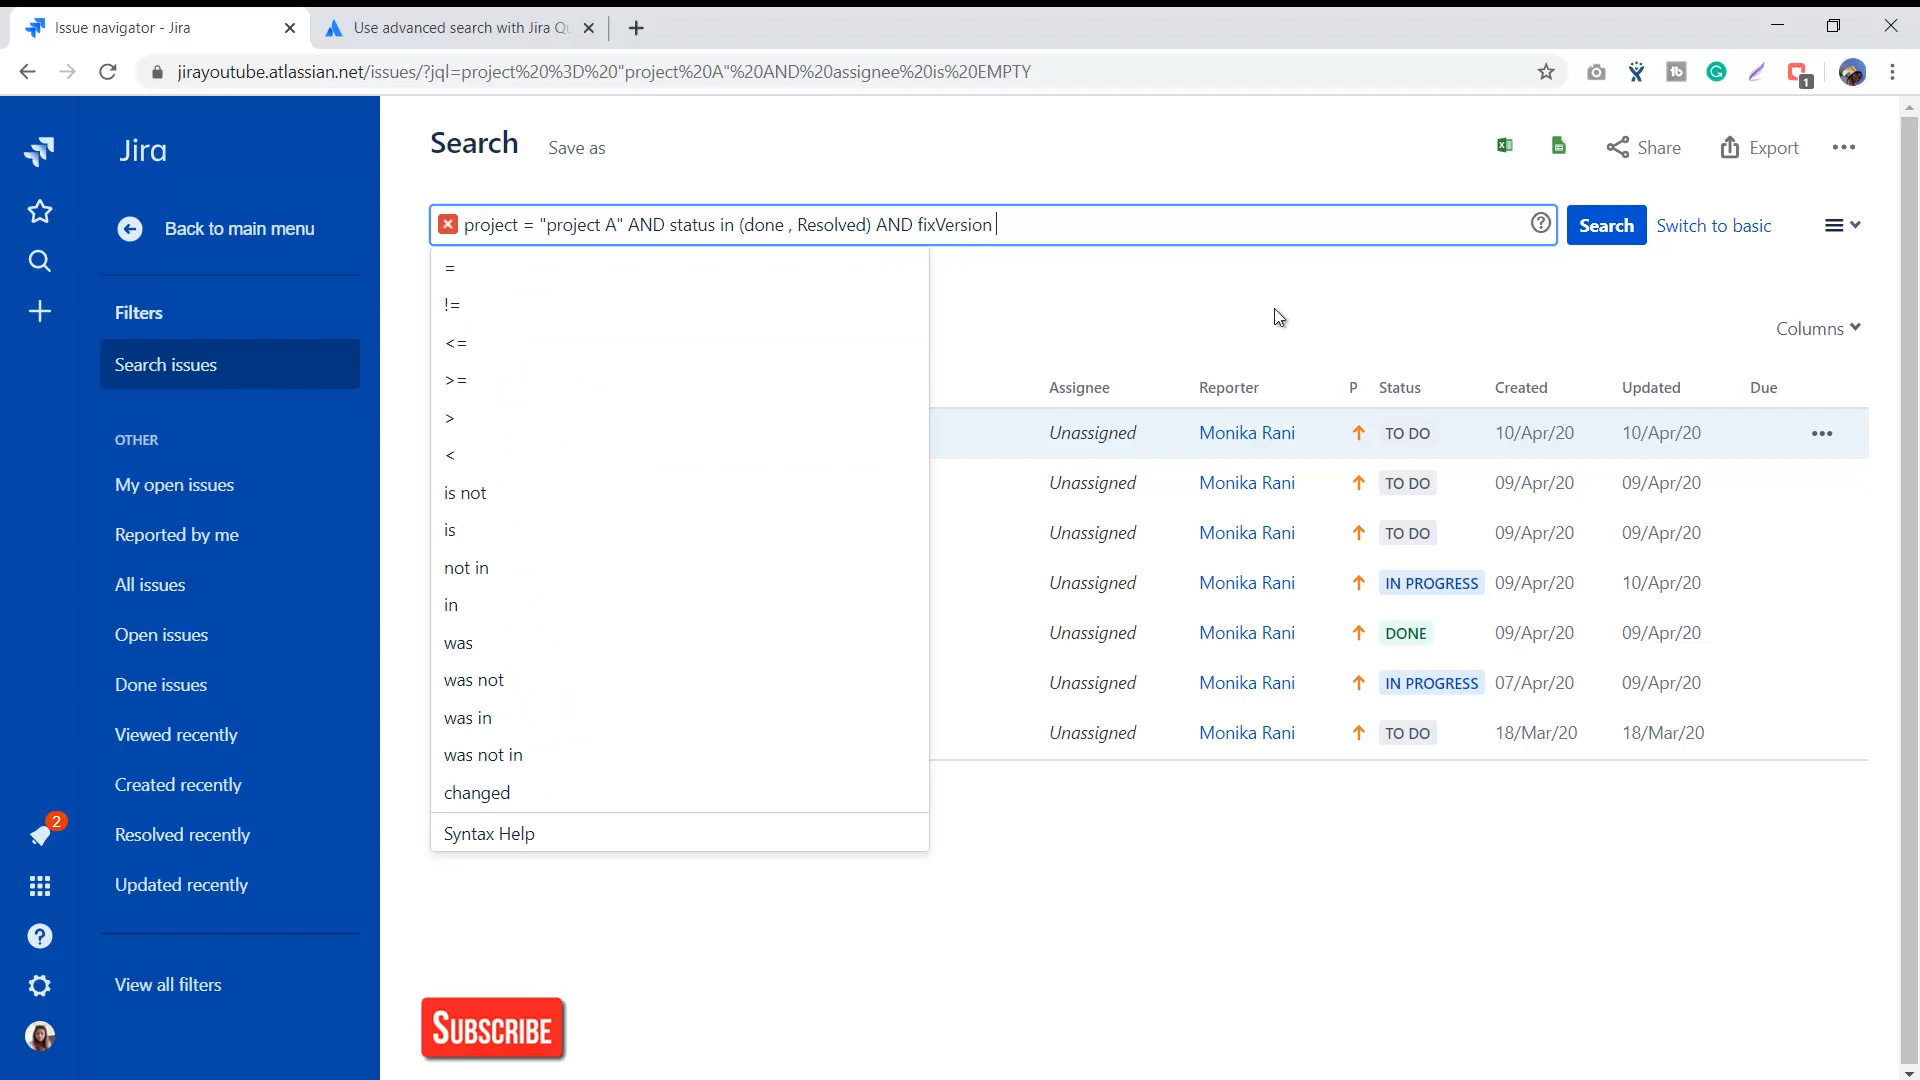 Issue navigator - Jira
Use advanced search with Jira Qu
jirayoutube.atlassian.net/issues/?jql=project%20%3D%20"project%20A"%20AND%20assignee%20is%20EMPTY
1
Jira
Back to main menu
Filters
Search issues
OTHER
My open issues
Reported by me
All issues
Open issues
Done issues
Viewed recently
Created recently
Resolved recently
Updated recently
View all filters
2
Search Save as
Share Export
project = "project A" AND status in (done , Resolved) AND fixVersion
Search Switch to basic
=
!=
<=
>=
>
<
is not
is
not in
in
was
was not
was in
was not in
changed
Syntax Help
Columns
Assignee Reporter P Status Created Updated Due
Unassigned Monika Rani TO DO 10/Apr/20 10/Apr/20
Unassigned Monika Rani TO DO 09/Apr/20 09/Apr/20
Unassigned Monika Rani TO DO 09/Apr/20 09/Apr/20
Unassigned Monika Rani IN PROGRESS 09/Apr/20 10/Apr/20
Unassigned Monika Rani DONE 09/Apr/20 09/Apr/20
Unassigned Monika Rani IN PROGRESS 07/Apr/20 09/Apr/20
Unassigned Monika Rani TO DO 18/Mar/20 18/Mar/20
SUBSCRIBE